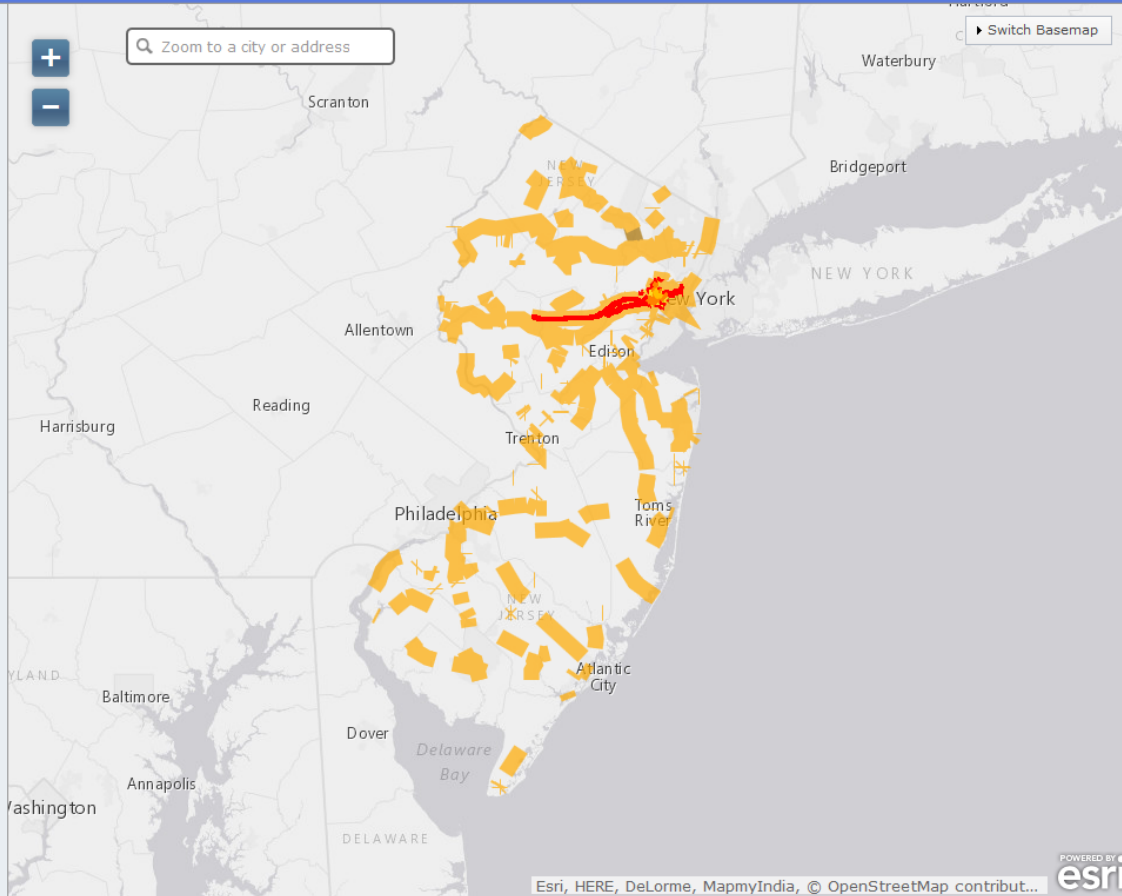 Switch Basemap
Zoom to a city or address
Waterbury
Scranton
Bridgeport
NEW
JERSEY
NEW YORK
York
Allentown
Edison
Reading
Harrisburg
Trenton
Toms
River
Philadelphia
NEW
JERSEY
Atlantic
City
YLAND
Baltimore
Dover
Delaware
Bay
Annapolis
Washington
DELAWARE
POWERED BY
esri
Esri, HERE, DeLorme, MapmyIndia, © OpenStreetMap contribut...